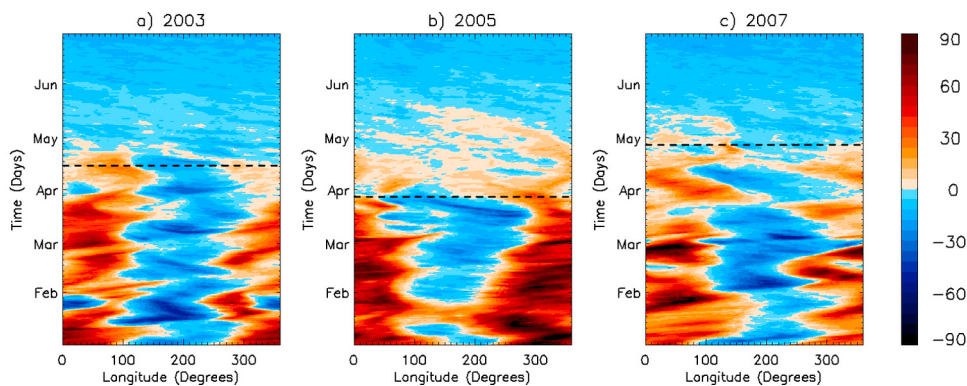 a) 2003
b) 2005
c) 2007
Time (Days)
Jun
May
Apr
Mar
Feb
0 100 200 300
Longitude (Degrees)
Time (Days)
Jun
May
Apr
Mar
Feb
0 100 200 300
Longitude (Degrees)
Time (Days)
Jun
May
Apr
Mar
Feb
0 100 200 300
Longitude (Degrees)
90
60
30
0
−30
−60
−90